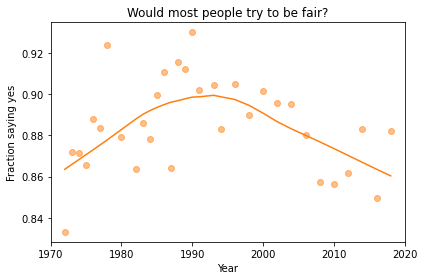 Would most people try to be fair?
Fraction saying yes
0.92
0.90
0.88
0.86
0.84
1970 1980 1990 2000 2010 2020
Year